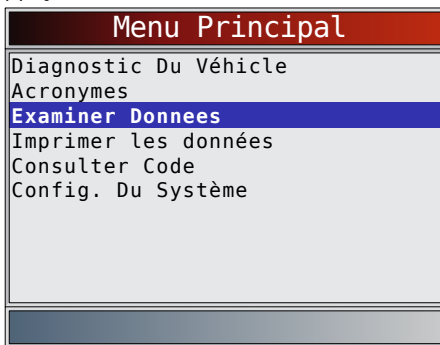 Menu Principal
Diagnostic Du Véhicle
Acronymes
Examiner Donnees
Imprimer les données
Consulter Code
Config. Du Système